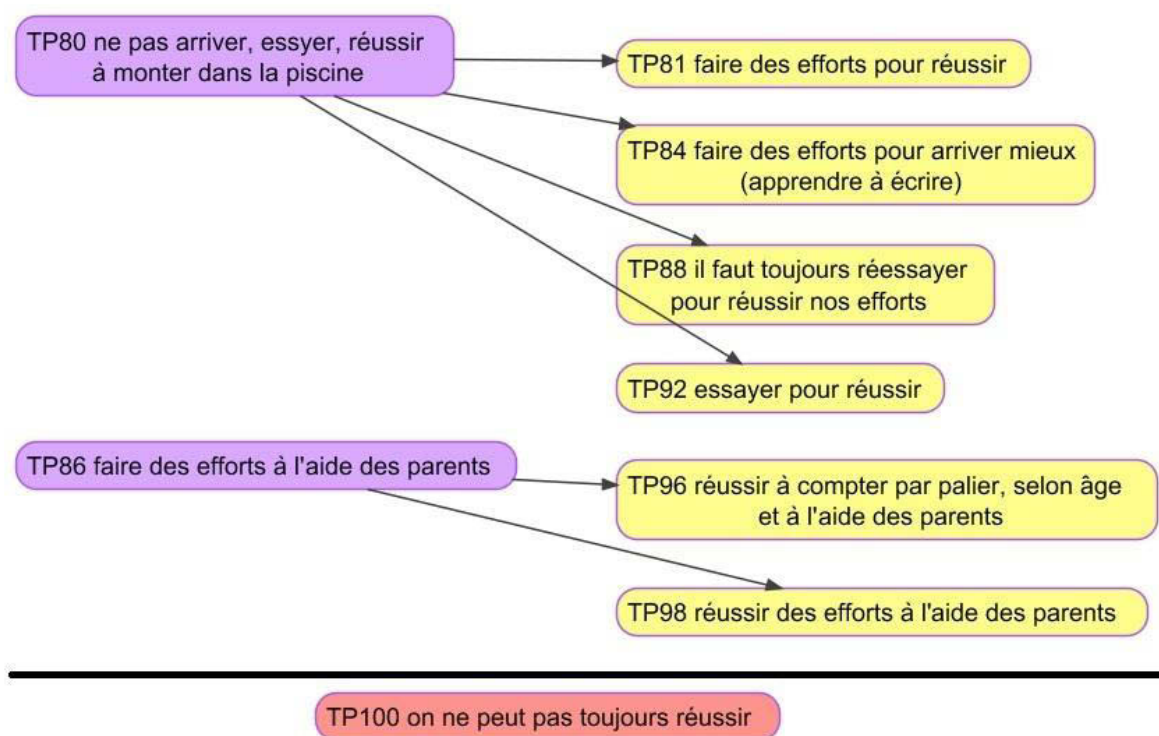 TP80 ne pas arriver, essyer, réussir
à monter dans la piscine
TP81 faire des efforts pour réussir
TP84 faire des efforts pour arriver mieux
(apprendre à écrire)
TP88 il faut toujours réessayer
pour réussir nos efforts
TP92 essayer pour réussir
TP86 faire des efforts à l'aide des parents
TP96 réussir à compter par palier, selon âge
et à l'aide des parents
TP98 réussir des efforts à l'aide des parents
TP100 on ne peut pas toujours réussir